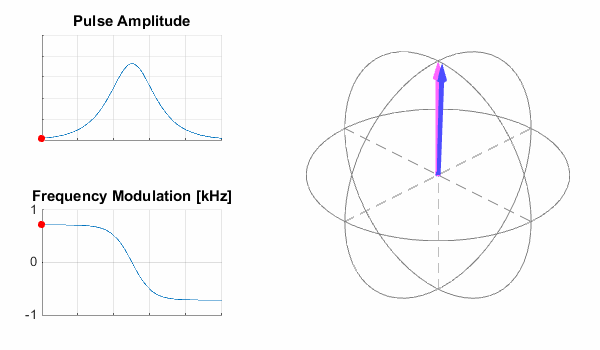 Pulse Amplitude
Frequency Modulation [kHz]
1
0
-1